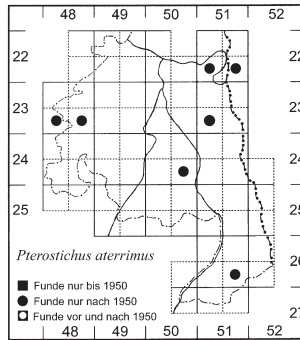 48 49 50 51 52
22 22
23 23
24 24
25 25
26
27
Pterostichus aterrimus
Funde nur bis 1950
Funde nur nach 1950
Funde vor und nach 1950
48 49 50 51 52